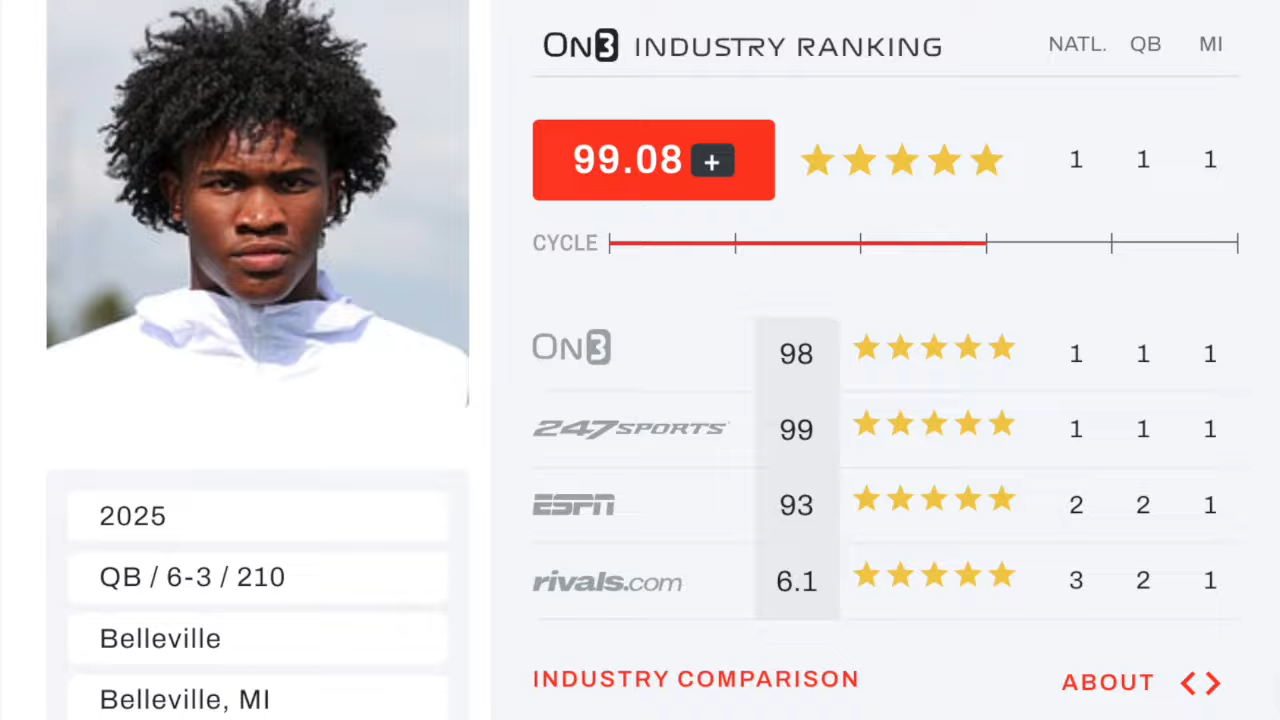 ON3 INDUSTRY RANKING NATL. QB MI
99.08 + 1 1 1
CYCLE
ON3 98 1 1 1
247SPORTS 99 1 1 1
ESPN 93 2 2 1
rivals.com 6.1 3 2 1
INDUSTRY COMPARISON ABOUT
2025
QB / 6-3 / 210
Belleville
Belleville, MI